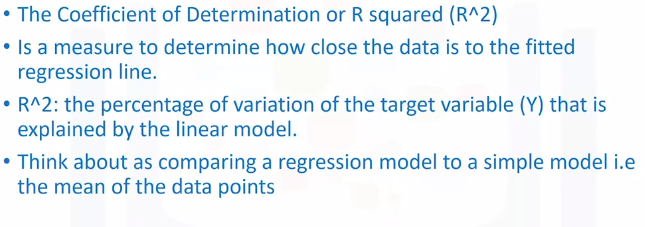 • The Coefficient of Determination or R squared (R^2)
• Is a measure to determine how close the data is to the fitted
regression line.
• R^2: the percentage of variation of the target variable (Y) that is
explained by the linear model.
• Think about as comparing a regression model to a simple model i.e
the mean of the data points